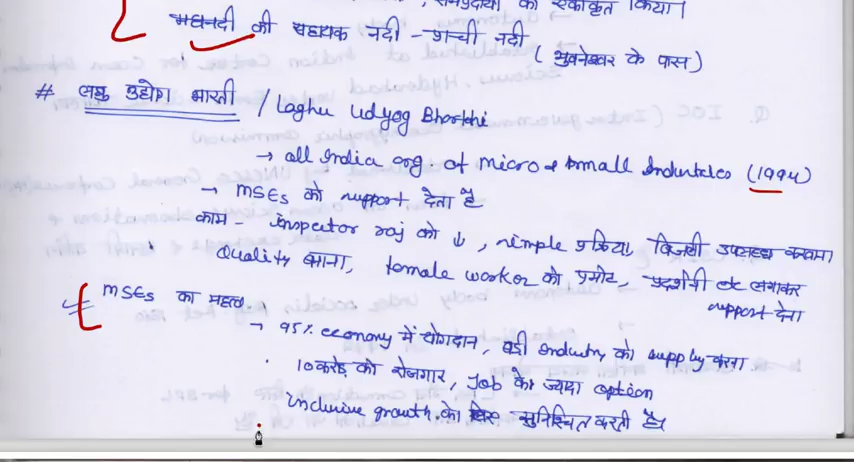 को एकीकृत किया।
महानदी की सहायक नदी - प्राची नदी
( भुवनेश्वर के पास)
# लघु उद्योग भारती / Laghu Udyog Bharthi
→ all India org. of micro & small Industries (1994)
→ MSEs को support देता है
काम - Inspector raj को ↓, simple प्रक्रिया, बिजली उपलब्ध करवाना
Quality लाना, female worker को प्रमोट, प्रदर्शनी etc लगाकर
support देना
MSEs का महत्व.
→ 95% economy में योगदान, बड़ी Industry को supply करना
10 करोड़ को रोजगार, Job का ज्यादा option
Inclusive growth का सुनिश्चित करती है।